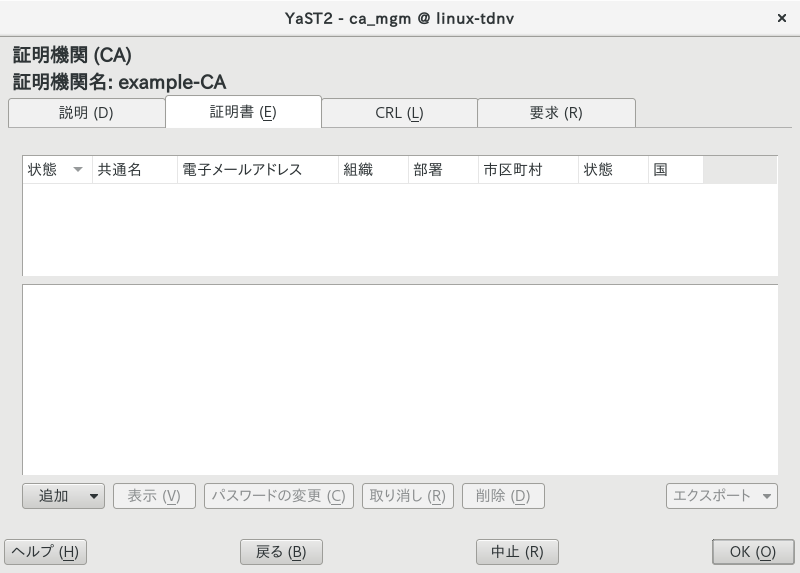 YaST2 - ca_mgm @ linux-tdnv ×
証明機関 (CA)
証明機関名: example-CA
説明 (D) 証明書 (E) CRL (L) 要求 (R)
状態 共通名 電子メールアドレス 組織 部署 市区町村 状態 国
追加 表示 (V) パスワードの変更 (C) 取り消し (R) 削除 (D) エクスポート
ヘルプ (H) 戻る (B) 中止 (R) OK (O)